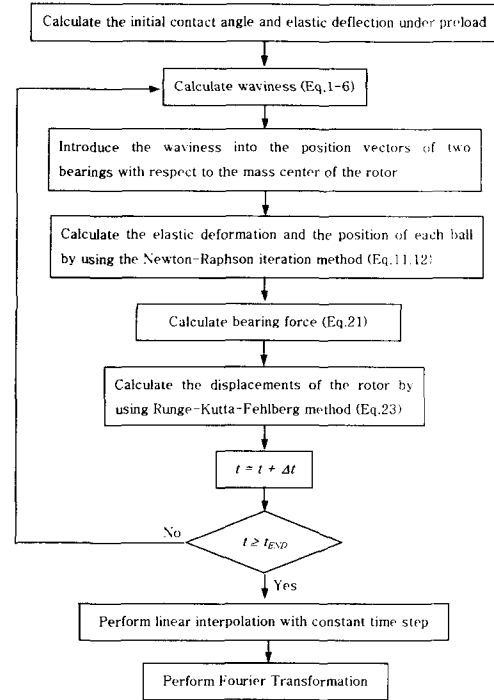 Calculate the initial contact angle and elastic deflection under preload
Calculate waviness (Eq.1-6)
Introduce the waviness into the position vectors of two
bearings with respect to the mass center of the rotor
Calculate the elastic deformation and the position of each ball
by using the Newton-Raphson iteration method (Eq.11,12)
Calculate bearing force (Eq.21)
Calculate the displacements of the rotor by
using Runge-Kutta-Fehlberg method (Eq.23)
t = t + Δt
No
t ≥ tEND
Yes
Perform linear interpolation with constant time step
Perform Fourier Transformation